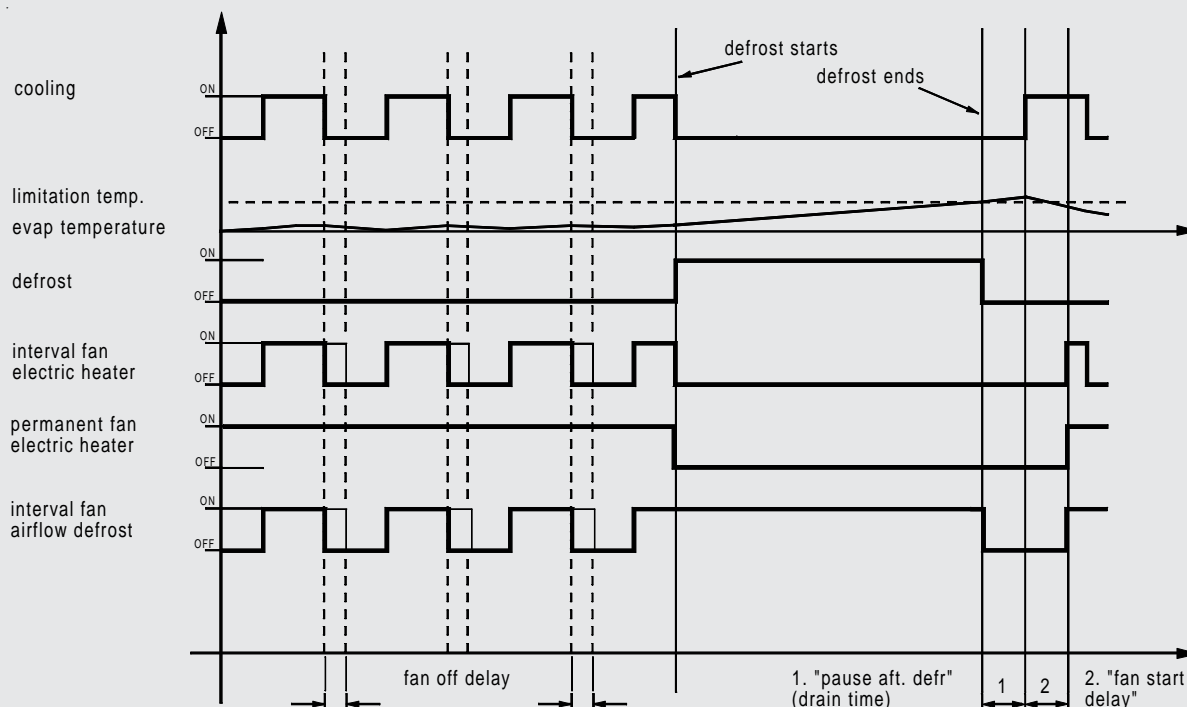 defrost starts
defrost ends
cooling
ON
OFF
limitation temp.
evap temperature
ON
defrost
OFF
ON
interval fan
electric heater
OFF
ON
permanent fan
electric heater
OFF
ON
interval fan
airflow defrost
OFF
fan off delay
1. "pause aft. defr"
(drain time)
1
2
2. "fan start
delay"